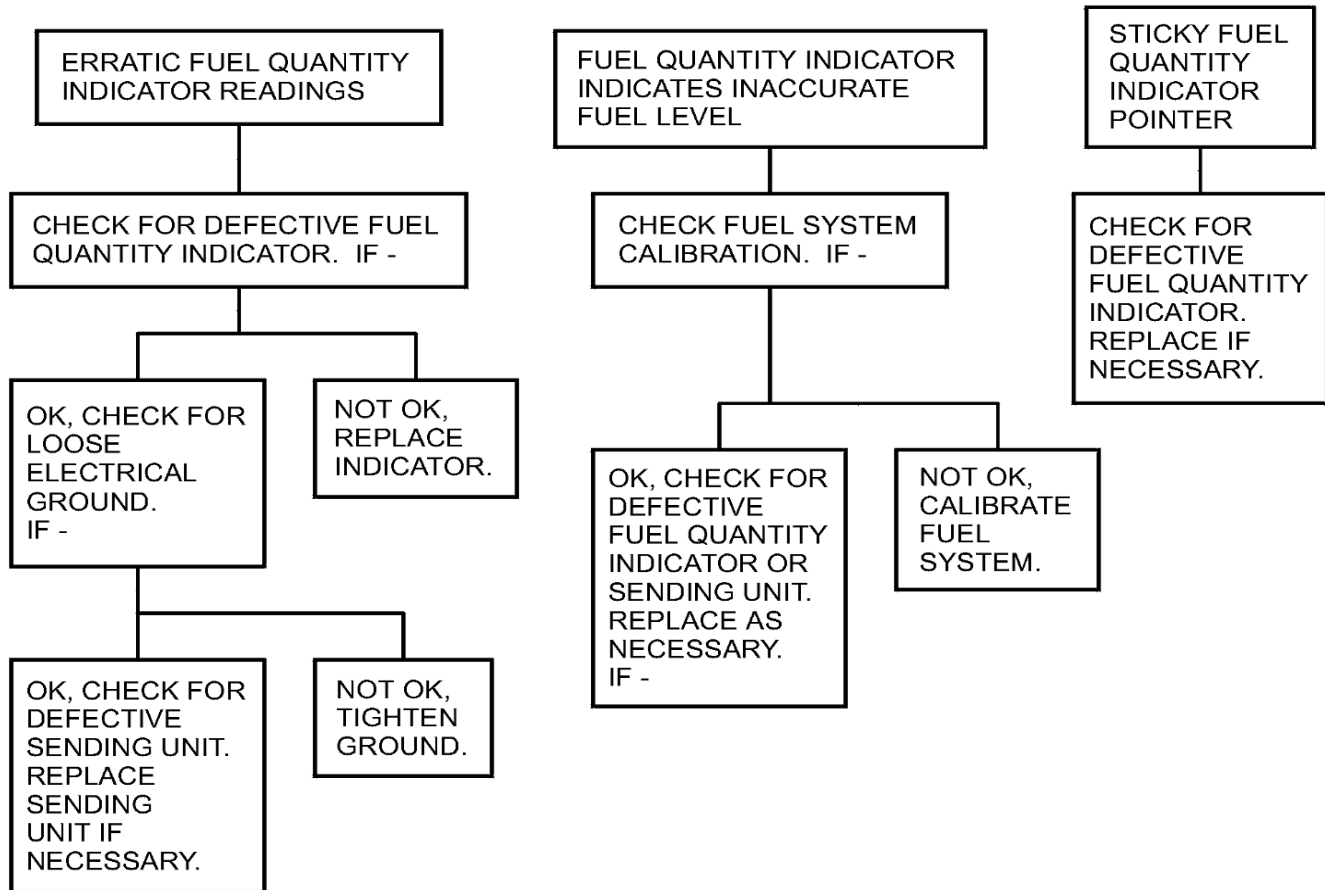 ERRATIC FUEL QUANTITY
INDICATOR READINGS
CHECK FOR DEFECTIVE FUEL
QUANTITY INDICATOR.  IF -
OK, CHECK FOR
LOOSE
ELECTRICAL
GROUND.
IF -
NOT OK,
REPLACE
INDICATOR.
OK, CHECK FOR
DEFECTIVE
SENDING UNIT.
REPLACE
SENDING
UNIT IF
NECESSARY.
NOT OK,
TIGHTEN
GROUND.
FUEL QUANTITY INDICATOR
INDICATES INACCURATE
FUEL LEVEL
CHECK FUEL SYSTEM
CALIBRATION.  IF -
OK, CHECK FOR
DEFECTIVE
FUEL QUANTITY
INDICATOR OR
SENDING UNIT.
REPLACE AS
NECESSARY.
IF -
NOT OK,
CALIBRATE
FUEL
SYSTEM.
STICKY FUEL
QUANTITY
INDICATOR
POINTER
CHECK FOR
DEFECTIVE
FUEL QUANTITY
INDICATOR.
REPLACE IF
NECESSARY.